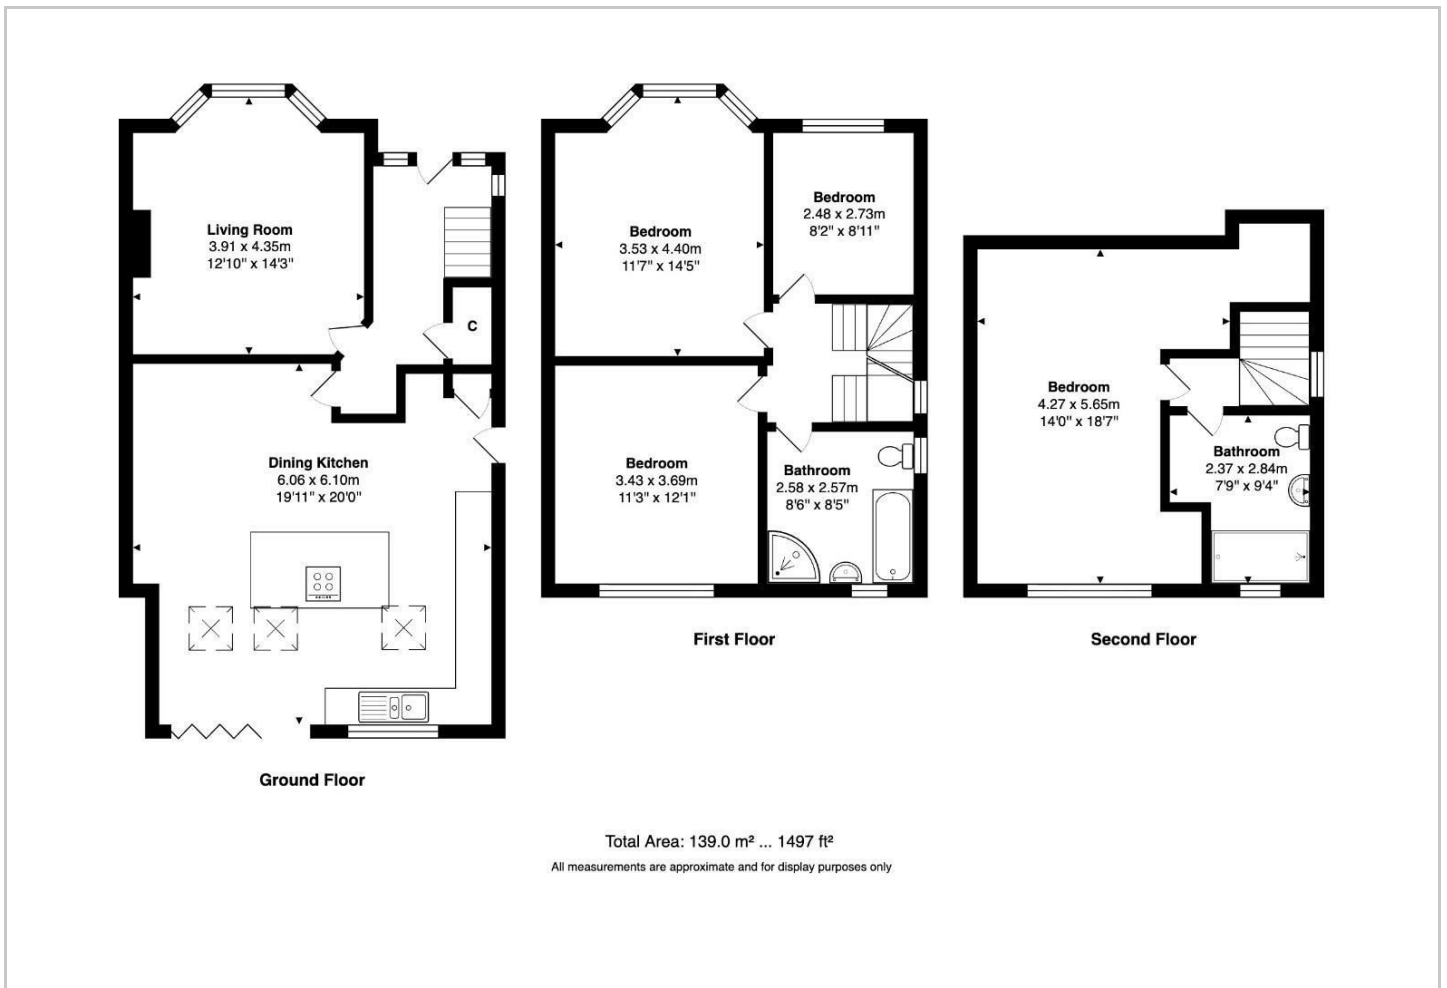 Living Room
3.91 x 4.35m
12'10" x 14'3"
C
Dining Kitchen
6.06 x 6.10m
19'11" x 20'0"
Ground Floor
Bedroom
3.53 x 4.40m
11'7" x 14'5"
Bedroom
2.48 x 2.73m
8'2" x 8'11"
Bedroom
3.43 x 3.69m
11'3" x 12'1"
Bathroom
2.58 x 2.57m
8'6" x 8'5"
First Floor
Bedroom
4.27 x 5.65m
14'0" x 18'7"
Bathroom
2.37 x 2.84m
7'9" x 9'4"
Second Floor
Total Area: 139.0 m² ... 1497 ft²
All measurements are approximate and for display purposes only